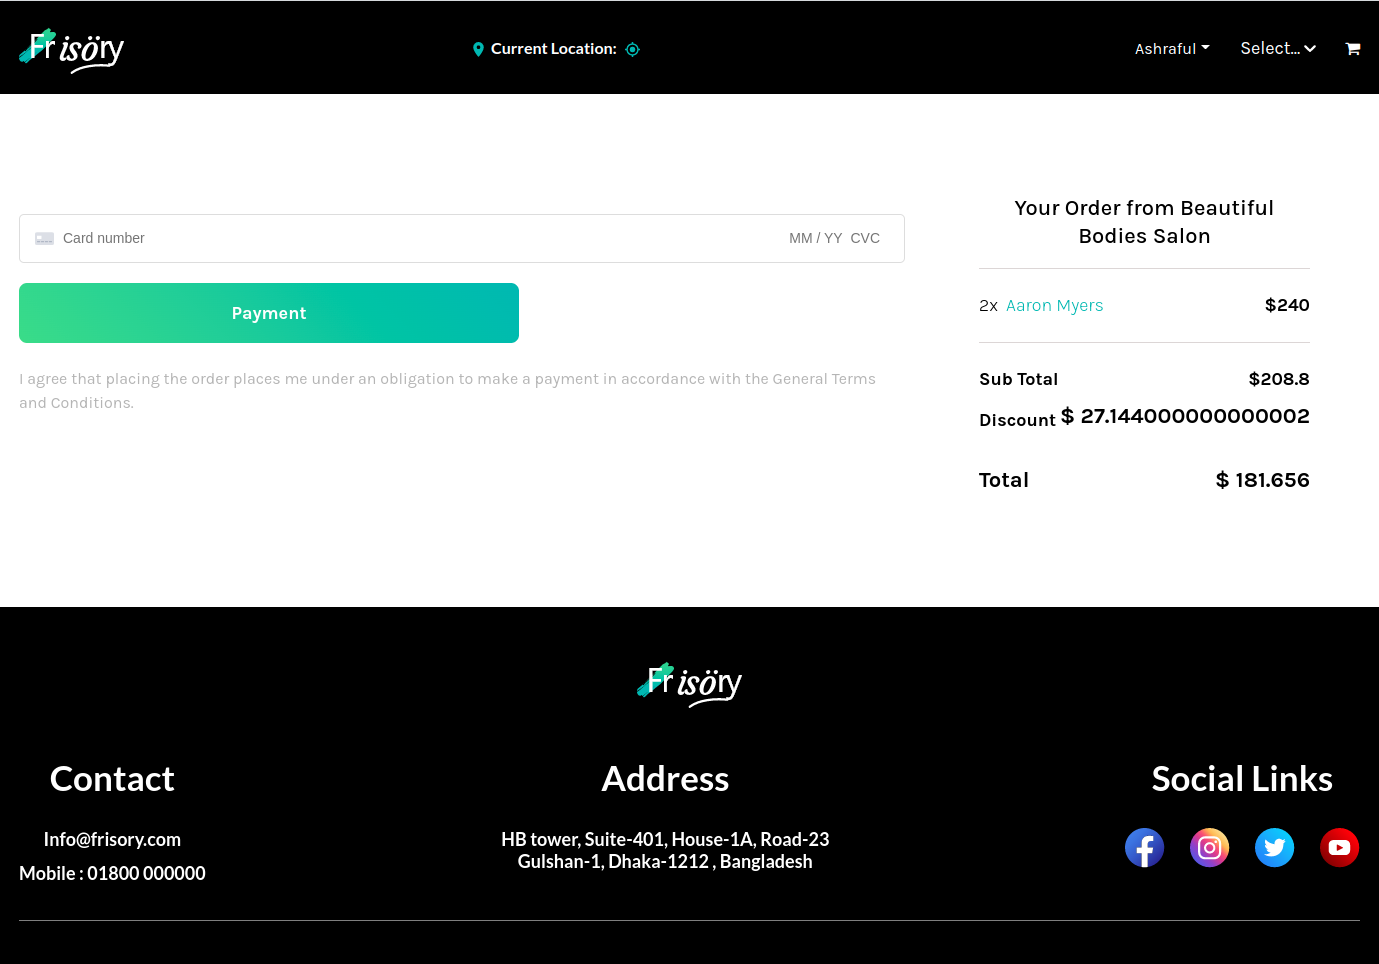 Frisöry
Current Location:
Ashraful
Select...
Card number
MM / YY CVC
Payment
I agree that placing the order places me under an obligation to make a payment in accordance with the General Terms
and Conditions.
Your Order from Beautiful
Bodies Salon
2x Aaron Myers $240
Sub Total $208.8
Discount $ 27.144000000000002
Total $ 181.656
Frisöry
Contact
Info@frisory.com
Mobile : 01800 000000
Address
HB tower, Suite-401, House-1A, Road-23
Gulshan-1, Dhaka-1212 , Bangladesh
Social Links